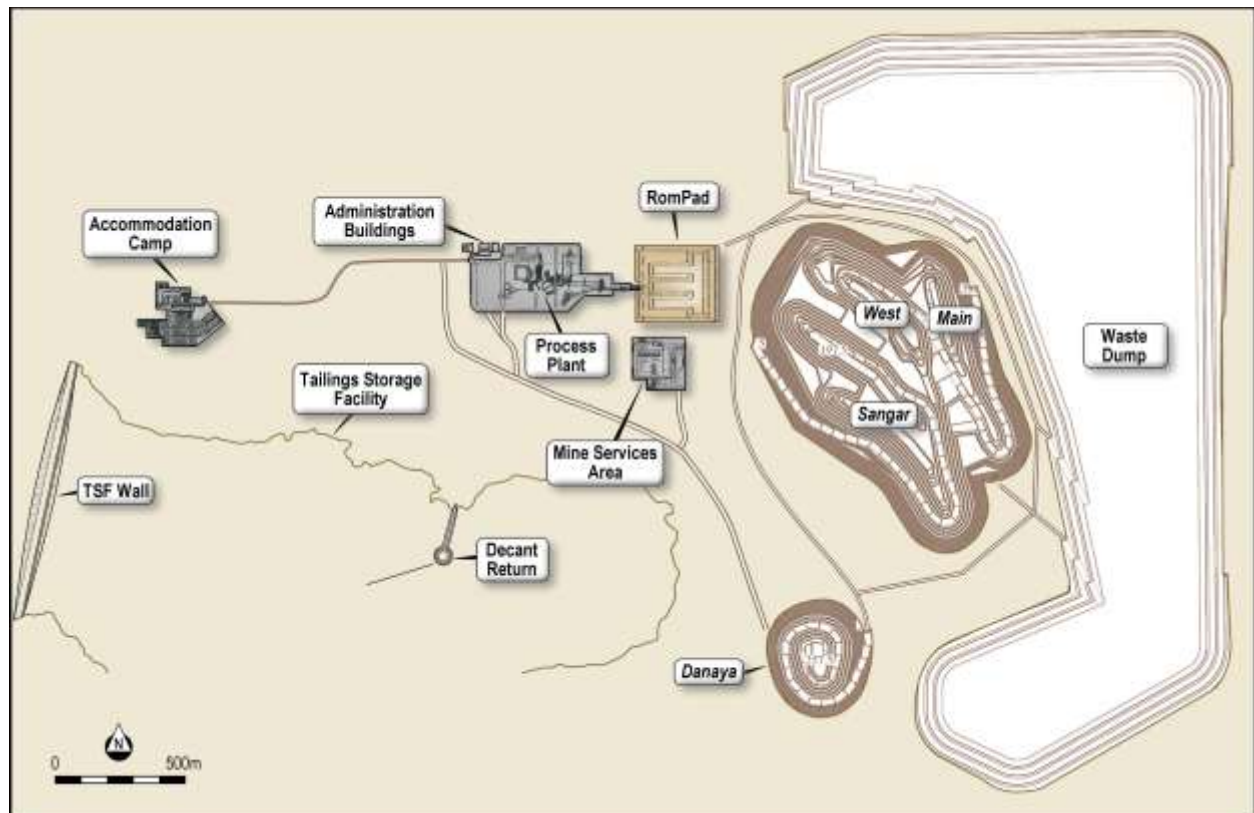 RomPad
Administration
Buildings
Accommodation
Camp
West
Main
Process
Plant
Waste
Dump
Tailings Storage
Facility
Sangar
Mine Services
Area
TSF Wall
Decant
Return
Danaya
N
0
500m